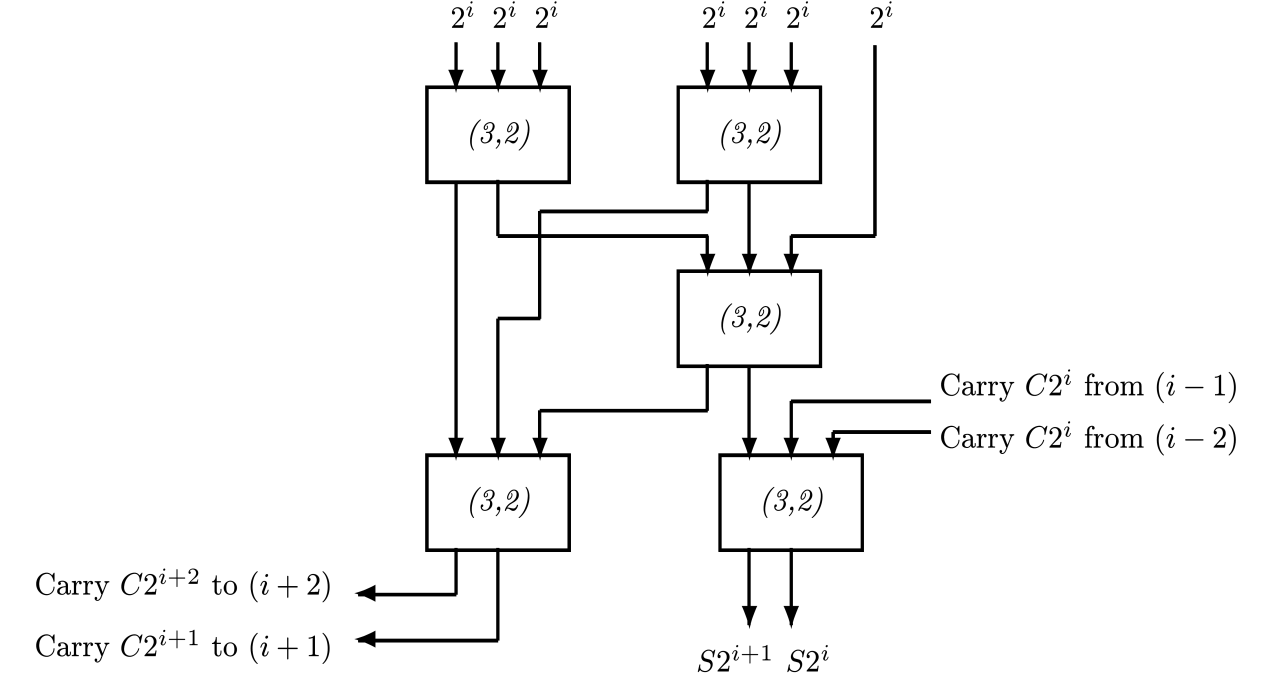 2^i 2^i 2^i 2^i 2^i 2^i 2^i
(3,2) (3,2)
(3,2)
Carry C2^i from (i − 1)
Carry C2^i from (i − 2)
(3,2) (3,2)
Carry C2^{i+2} to (i + 2)
Carry C2^{i+1} to (i + 1)
S2^{i+1} S2^i